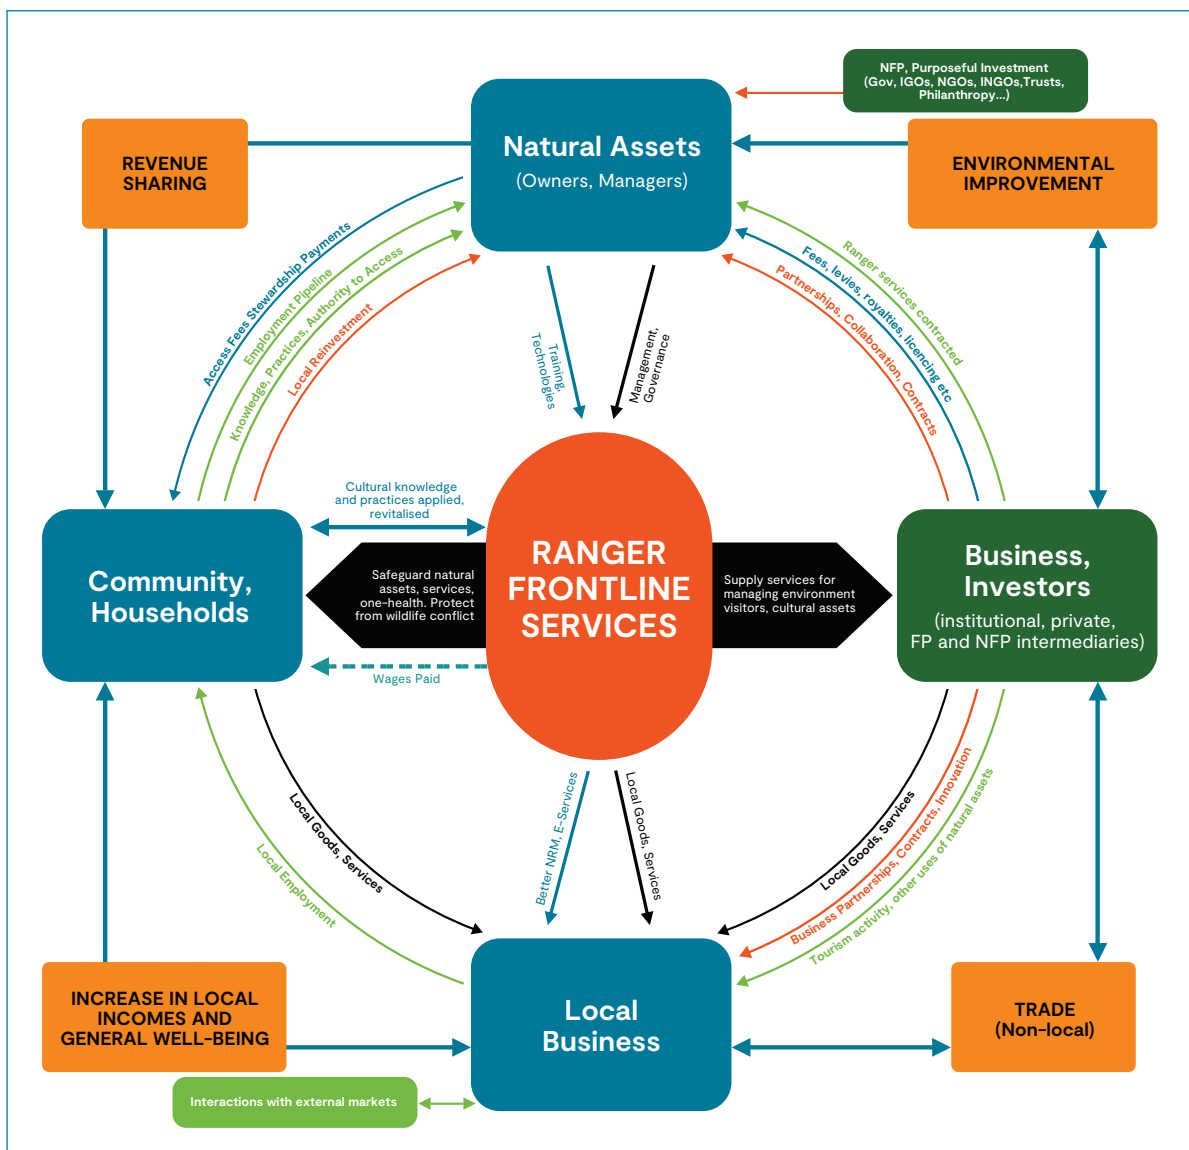 NFP, Purposeful Investment
(Gov, IGOs, NGOs, INGOs,Trusts,
Philanthropy...)
Natural Assets
(Owners, Managers)
REVENUE
SHARING
ENVIRONMENTAL
IMPROVEMENT
Access Fees Stewardship Payments
Employment Pipeline
Knowledge, Practices, Authority to Access
Local Reinvestment
Training,
Technologies
Management,
Governance
Ranger services contracted
Fees, levies, royalties, licencing etc
Partnerships, Collaboration, Contracts
Cultural knowledge
and practices applied,
revitalised
Community,
Households
Safeguard natural
assets, services,
one-health. Protect
from wildlife conflict
RANGER
FRONTLINE
SERVICES
Supply services for
managing environment
visitors, cultural assets
Business,
Investors
(institutional, private,
FP and NFP intermediaries)
Wages Paid
Local Goods, Services
Local Employment
Better NRM, E-Services
Local Goods, Services
Local Goods, Services
Business Partnerships, Contracts, Innovation
Tourism activity, other uses of natural assets
INCREASE IN LOCAL
INCOMES AND
GENERAL WELL-BEING
Local
Business
TRADE
(Non-local)
Interactions with external markets